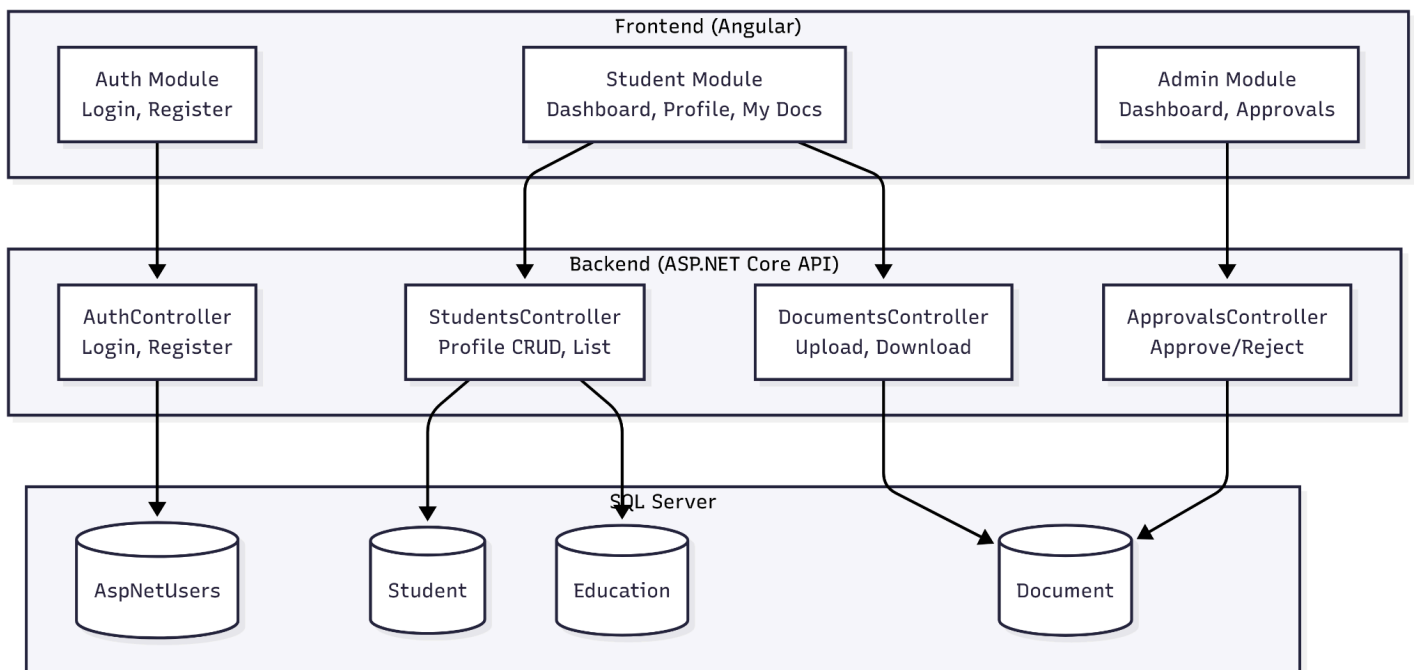 Frontend (Angular)
Auth Module
Login, Register
Student Module
Dashboard, Profile, My Docs
Admin Module
Dashboard, Approvals
Backend (ASP.NET Core API)
AuthController
Login, Register
StudentsController
Profile CRUD, List
DocumentsController
Upload, Download
ApprovalsController
Approve/Reject
SQL Server
AspNetUsers
Student
Education
Document